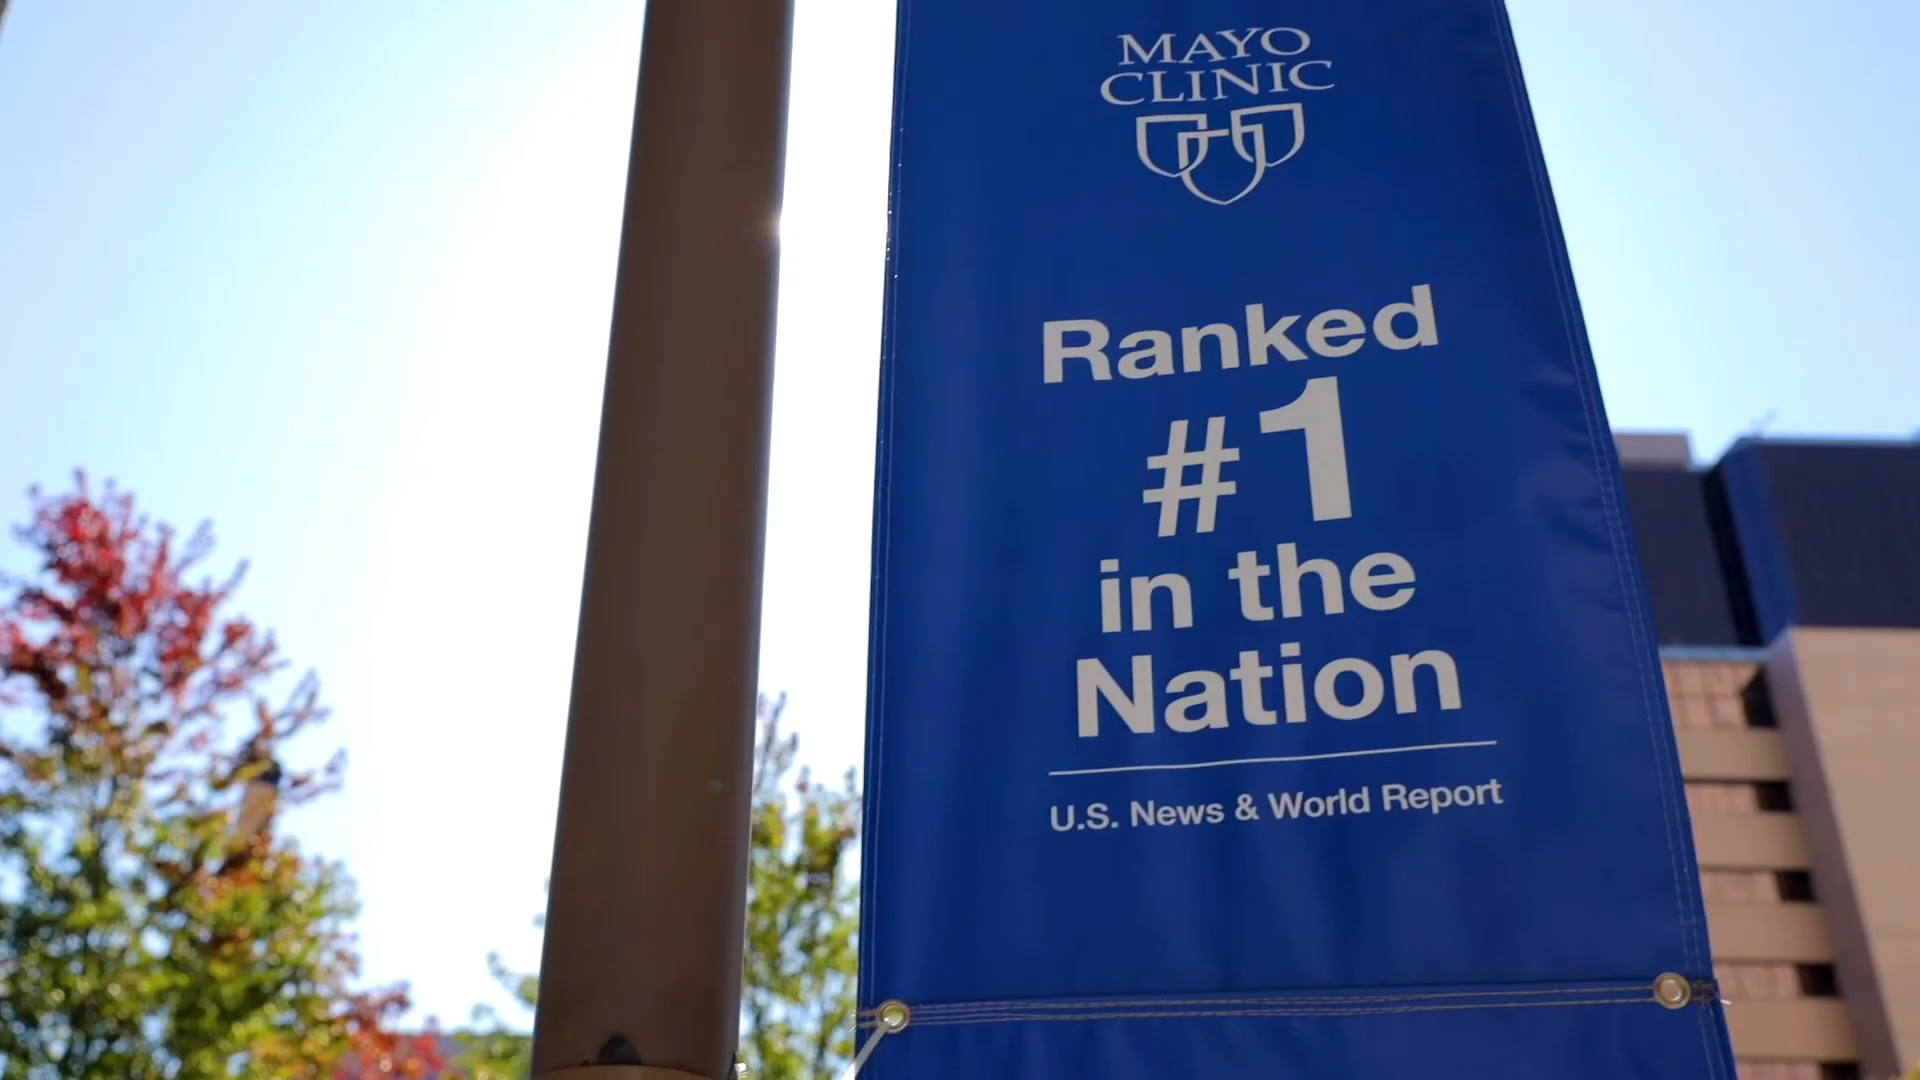 MAYO
CLINIC
Ranked
#1
in the
Nation
U.S. News & World Report